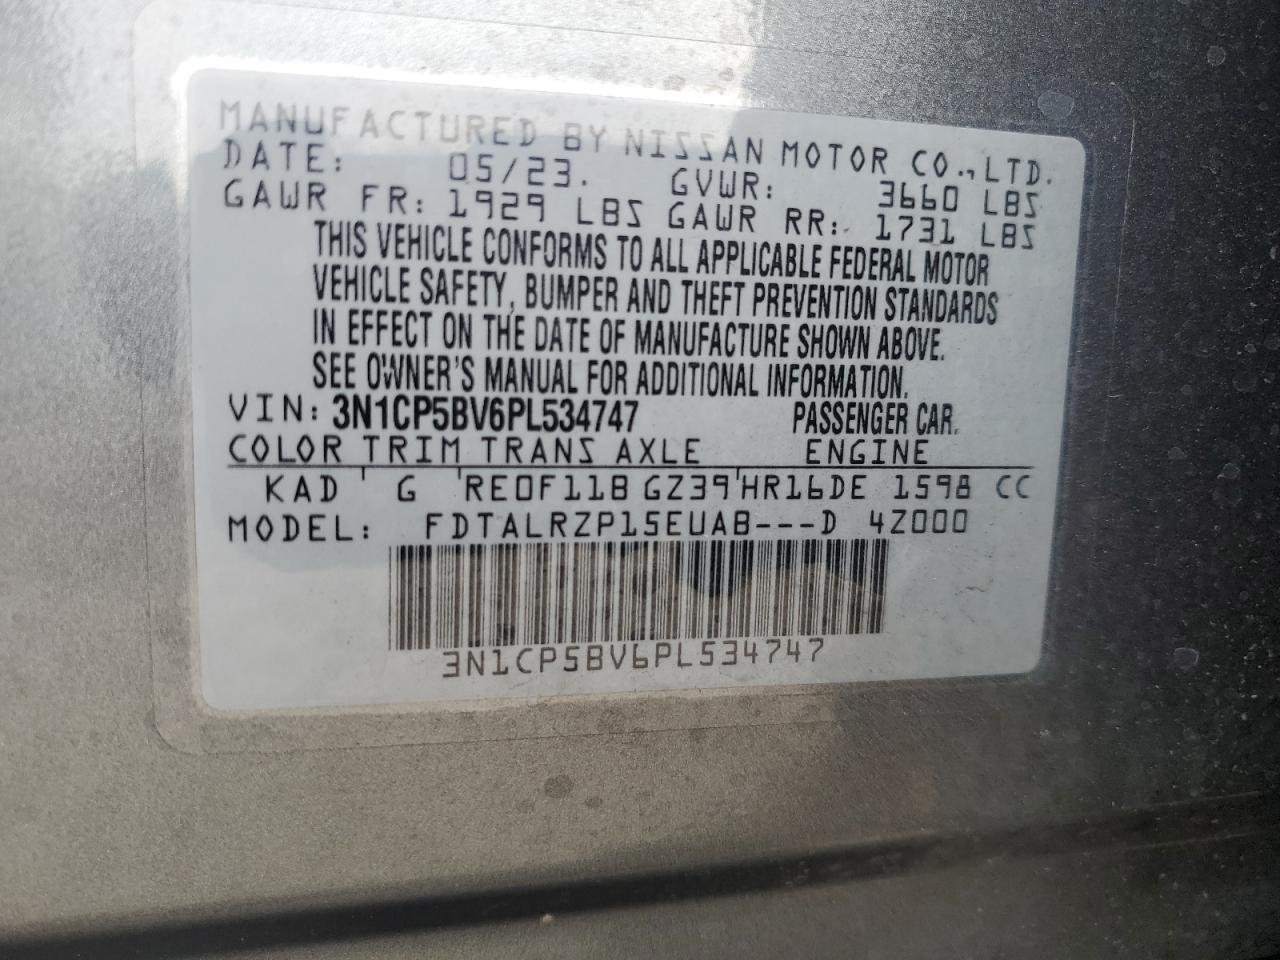 MANUFACTURED BY NISSAN MOTOR CO.,LTD.
DATE: 05/23. GVWR: 3660 LBS
GAWR FR: 1929 LBS GAWR RR: 1731 LBS
THIS VEHICLE CONFORMS TO ALL APPLICABLE FEDERAL MOTOR
VEHICLE SAFETY, BUMPER AND THEFT PREVENTION STANDARDS
IN EFFECT ON THE DATE OF MANUFACTURE SHOWN ABOVE.
SEE OWNER'S MANUAL FOR ADDITIONAL INFORMATION.
VIN: 3N1CP5BV6PL534747 PASSENGER CAR.
COLOR TRIM TRANS AXLE ENGINE
KAD G RE0F11B GZ39 HR16DE 1598 CC
MODEL: FDTALRZP15EUAB---D 4Z000
3N1CP5BV6PL534747